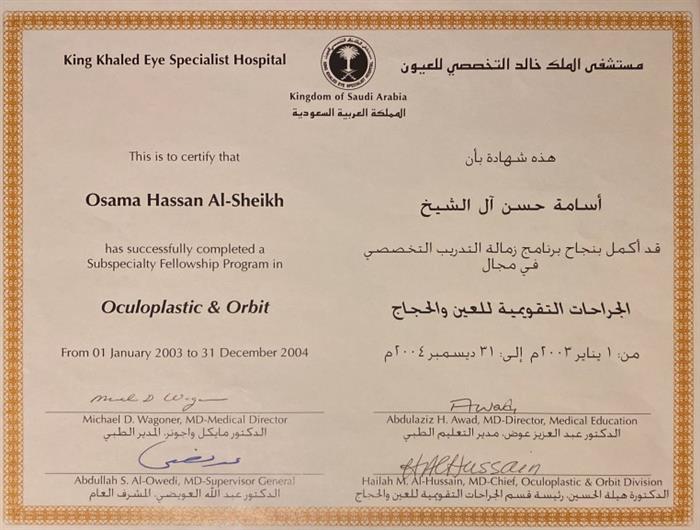 King Khaled Eye Specialist Hospital
مستشفى الملك خالد التخصصي للعيون
Kingdom of Saudi Arabia
المملكة العربية السعودية
This is to certify that
هذه شهادة بأن
Osama Hassan Al-Sheikh
أسامة حسن آل الشيخ
has successfully completed a
Subspecialty Fellowship Program in
قد أكمل بنجاح برنامج زمالة التدريب التخصصي
في مجال
Oculoplastic & Orbit
الجراحات التقويمية للعين والحجاج
From 01 January 2003 to 31 December 2004
من: ١ يناير ٢٠٠٣م إلى: ٣١ ديسمبر ٢٠٠٤م
Michael D. Wagoner, MD-Medical Director
الدكتور مايكل واجونر، المدير الطبي
Awad
Abdulaziz H. Awad, MD-Director, Medical Education
الدكتور عبد العزيز عوض، مدير التعليم الطبي
Abdullah S. Al-Owedi, MD-Supervisor General
الدكتور عبد الله العويضي، المشرف العام
HAlHussain
Hailah M. Al-Hussain, MD-Chief, Oculoplastic & Orbit Division
الدكتورة هيلة الحسين، رئيسة قسم الجراحات التقويمية للعين والحجاج